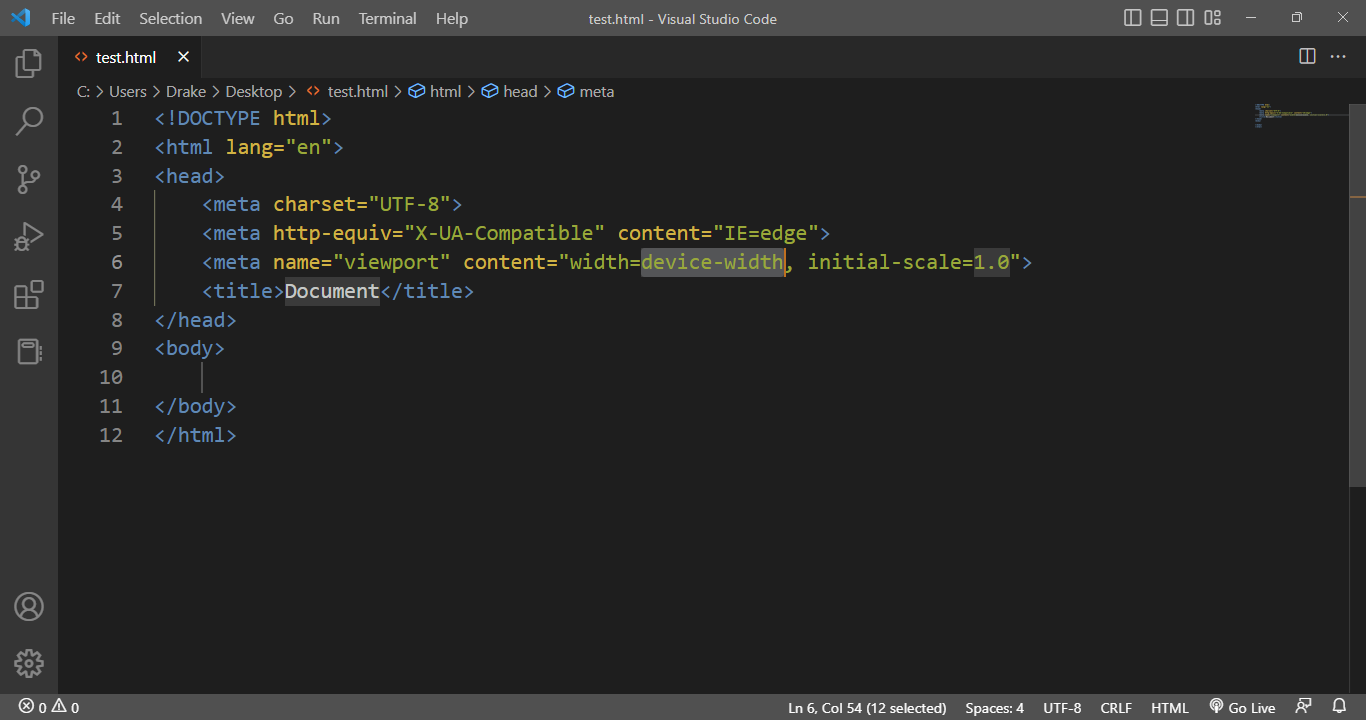 File Edit Selection View Go Run Terminal Help test.html - Visual Studio Code
test.html
C: > Users > Drake > Desktop > test.html > html > head > meta
1 <!DOCTYPE html>
2 <html lang="en">
3 <head>
4     <meta charset="UTF-8">
5     <meta http-equiv="X-UA-Compatible" content="IE=edge">
6     <meta name="viewport" content="width=device-width, initial-scale=1.0">
7     <title>Document</title>
8 </head>
9 <body>
10
11 </body>
12 </html>
0 0 Ln 6, Col 54 (12 selected) Spaces: 4 UTF-8 CRLF HTML Go Live